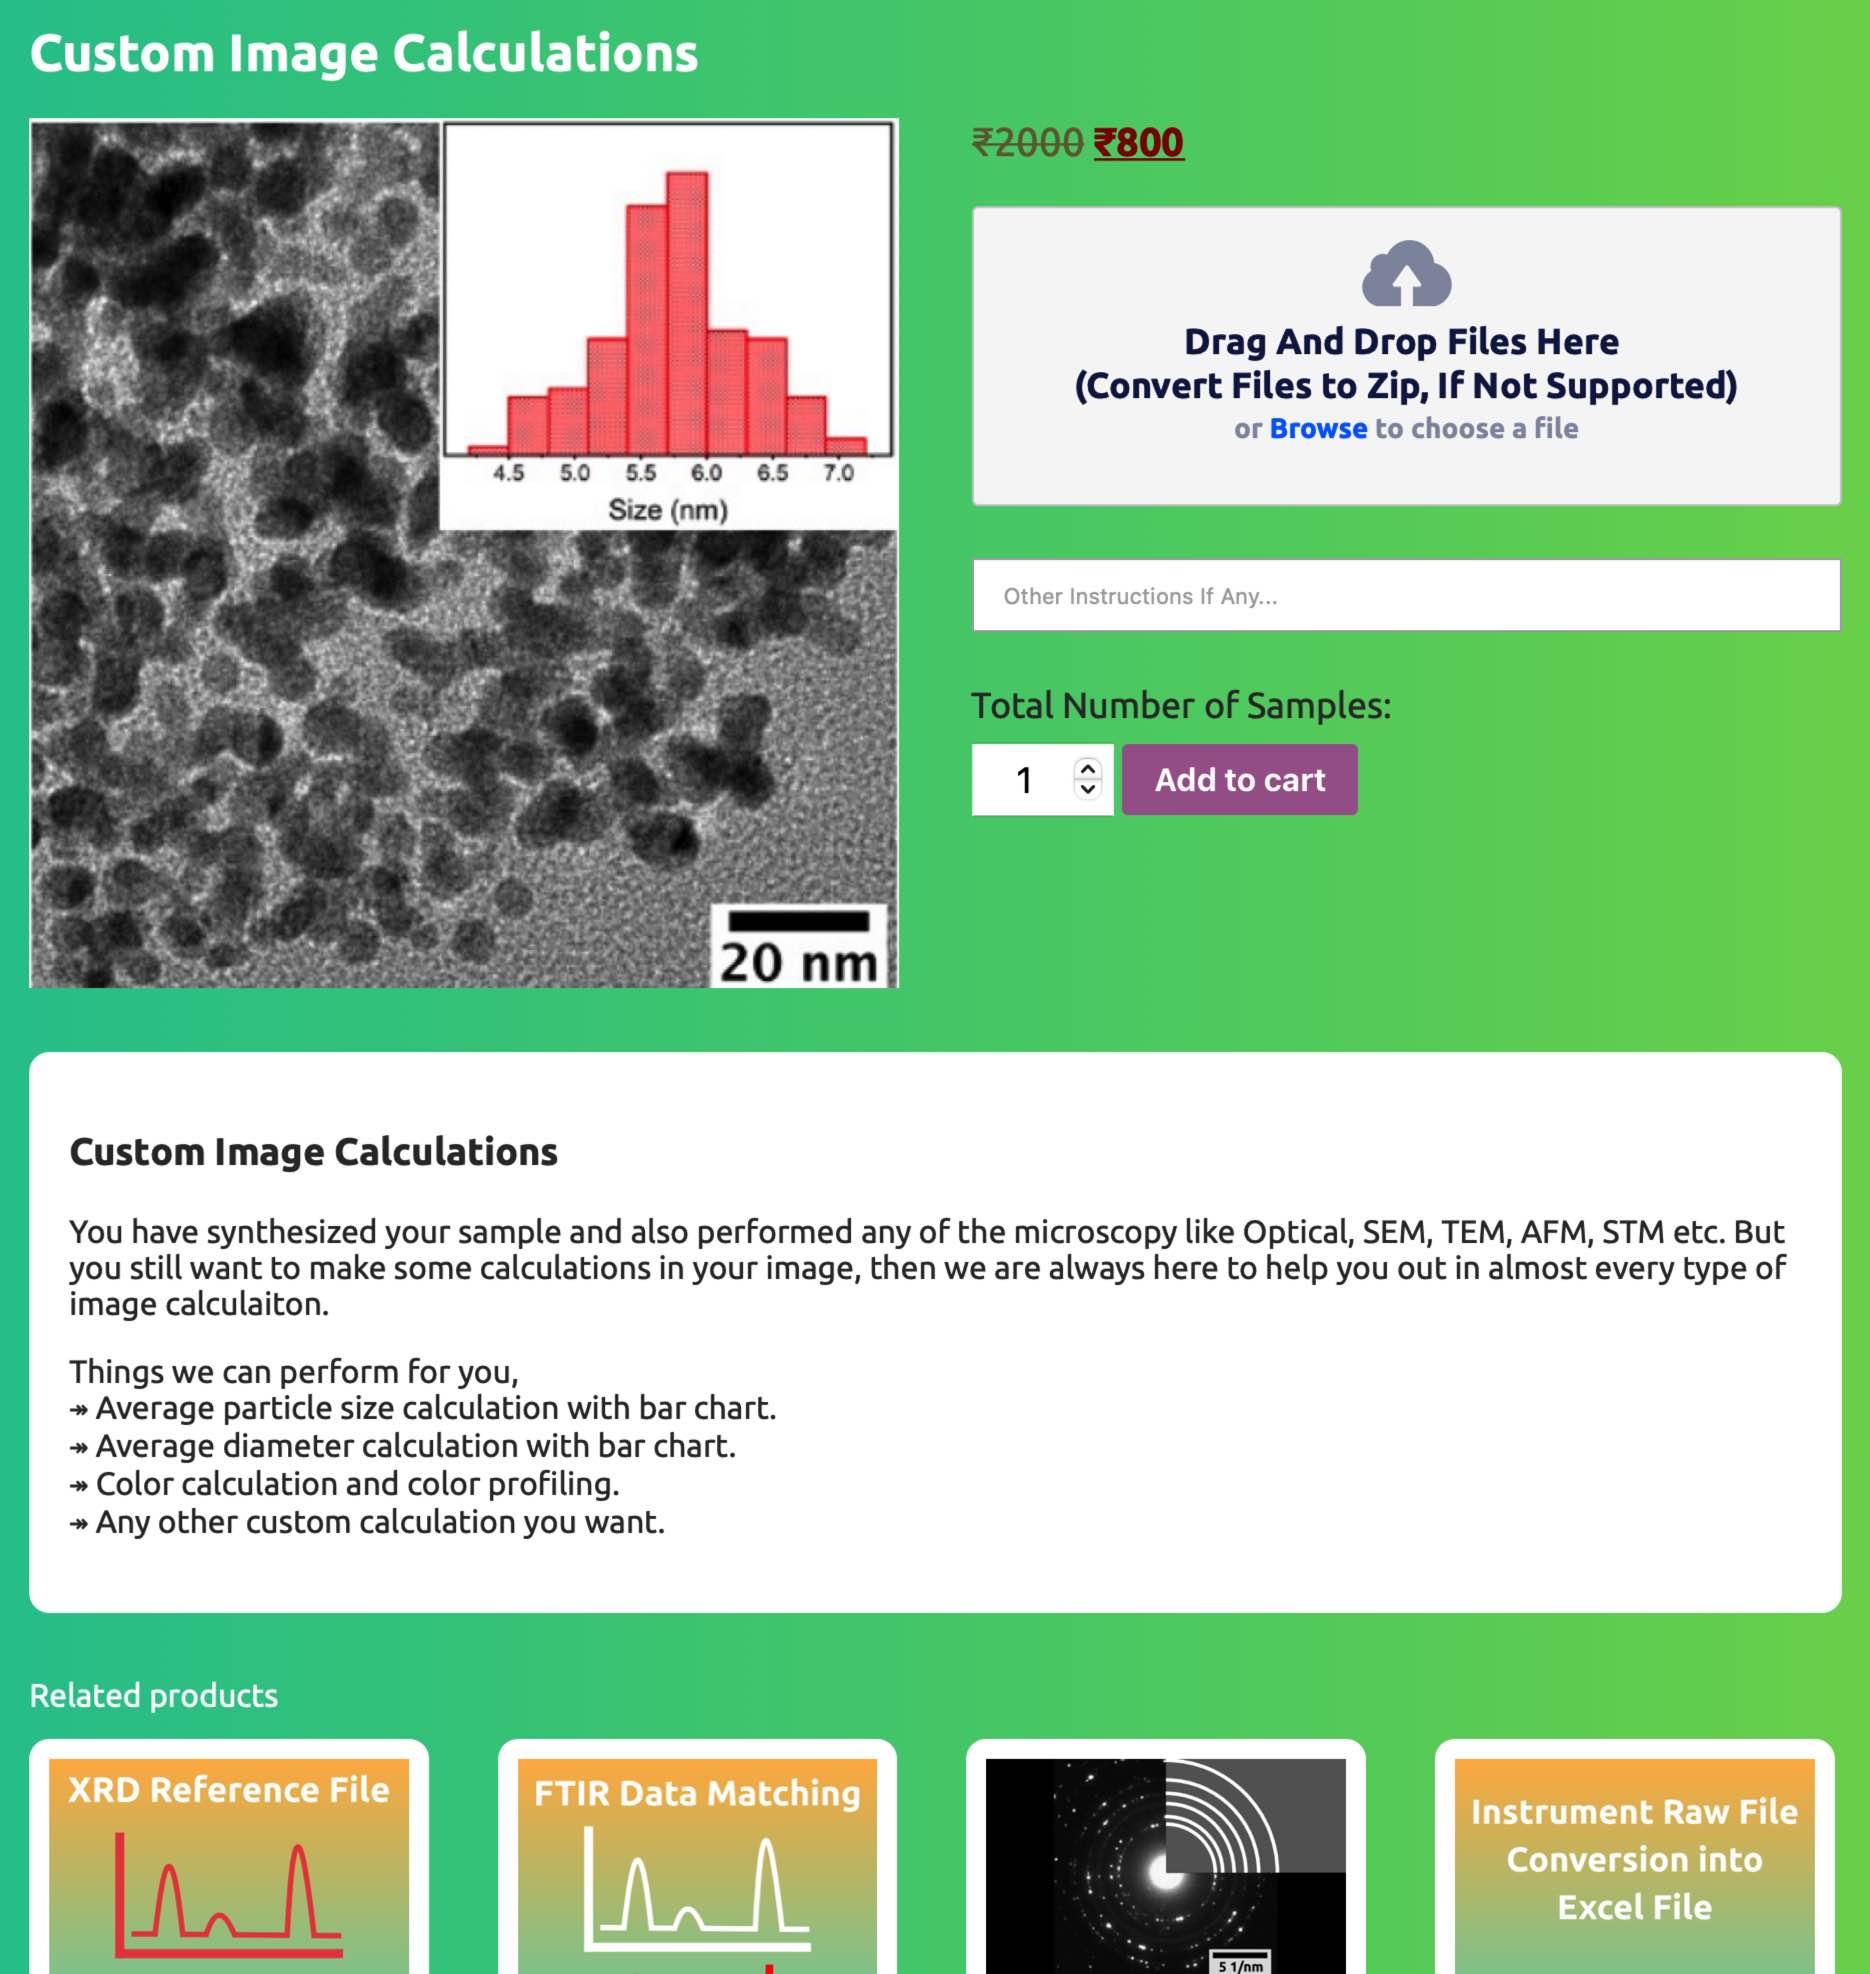 Custom Image Calculations
4.5 5.0 5.5 6.0 6.5 7.0
Size (nm)
20 nm
₹2000 ₹800
Drag And Drop Files Here
(Convert Files to Zip, If Not Supported)
or Browse to choose a file
Other Instructions If Any...
Total Number of Samples:
1
Add to cart
Custom Image Calculations
You have synthesized your sample and also performed any of the microscopy like Optical, SEM, TEM, AFM, STM etc. But
you still want to make some calculations in your image, then we are always here to help you out in almost every type of
image calculaiton.
Things we can perform for you,
↠ Average particle size calculation with bar chart.
↠ Average diameter calculation with bar chart.
↠ Color calculation and color profiling.
↠ Any other custom calculation you want.
Related products
XRD Reference File
FTIR Data Matching
5 1/nm
Instrument Raw File
Conversion into
Excel File